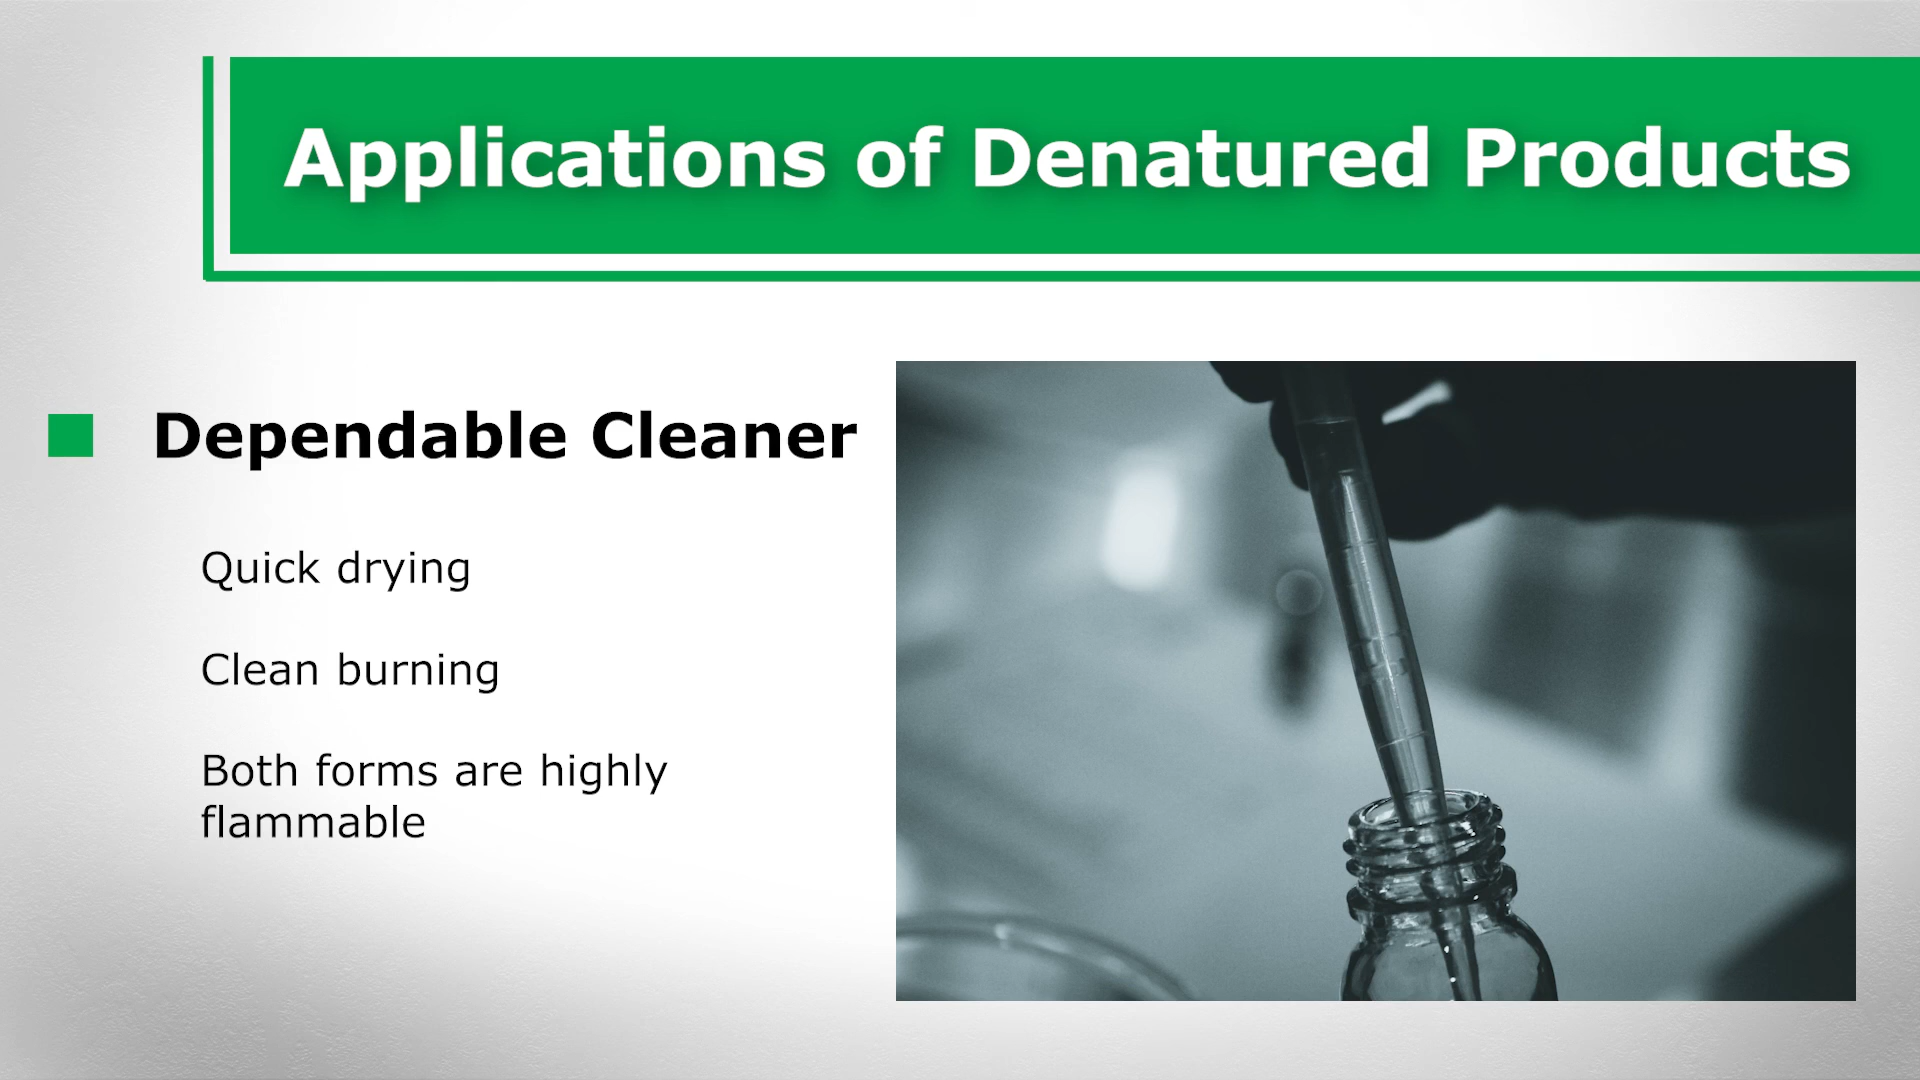 Applications of Denatured Products
Dependable Cleaner
Quick drying
Clean burning
Both forms are highly
flammable